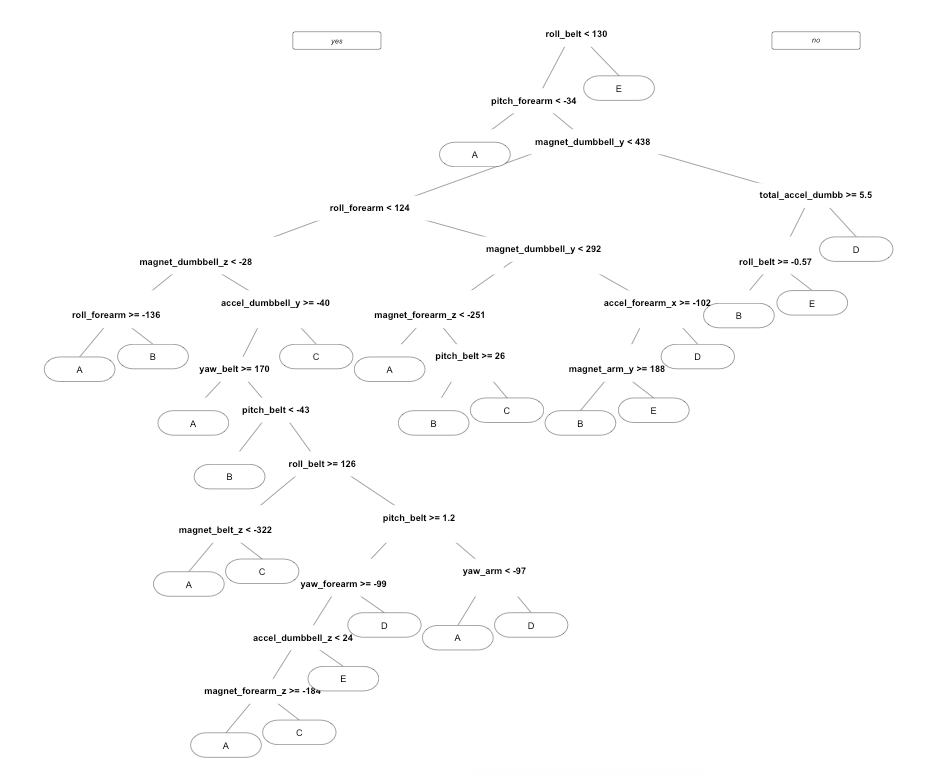 roll_belt < 130
yes
no
E
pitch_forearm < -34
magnet_dumbbell_y < 438
A
total_accel_dumbb >= 5.5
roll_forearm < 124
magnet_dumbbell_y < 292
D
magnet_dumbbell_z < -28
roll_belt >= -0.57
accel_dumbbell_y >= -40
accel_forearm_x >= -102
E
roll_forearm >= -136
magnet_forearm_z < -251
B
B
C
pitch_belt >= 26
D
A
yaw_belt >= 170
A
magnet_arm_y >= 188
pitch_belt < -43
C
E
A
B
B
roll_belt >= 126
B
pitch_belt >= 1.2
magnet_belt_z < -322
C
yaw_arm < -97
A
yaw_forearm >= -99
D
D
accel_dumbbell_z < 24
A
E
magnet_forearm_z >= -184
C
A